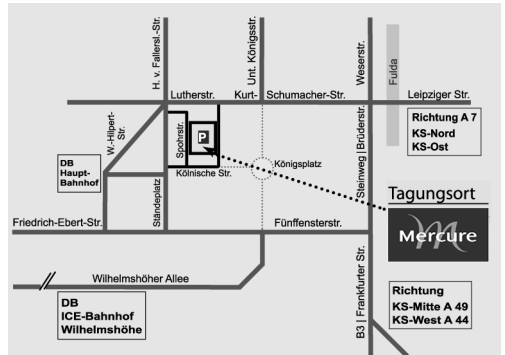 H. v. Fallersl.-Str.
Unt. Königsstr.
Weserstr.
Fulda
Lutherstr.
Kurt-
Schumacher-Str.
Leipziger Str.
Richtung A 7
KS-Nord
KS-Ost
W.-Hilpert-
Str.
Spohrstr.
P
Steinweg
Brüderstr.
DB
Haupt-
Bahnhof
Kölnische Str.
Königsplatz
Ständeplatz
Tagungsort
Mercure
Friedrich-Ebert-Str.
Fünffensterstr.
B3
Frankfurter Str.
Wilhelmshöher Allee
DB
ICE-Bahnhof
Wilhelmshöhe
Richtung
KS-Mitte A 49
KS-West A 44